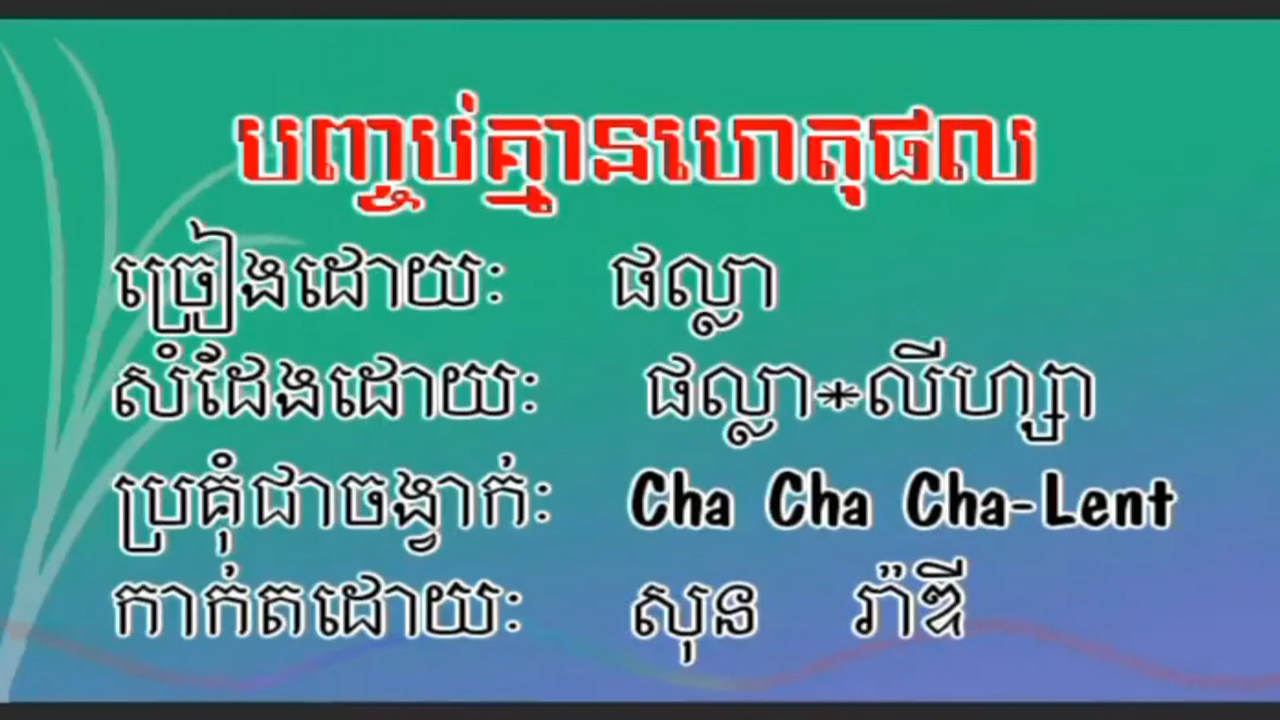 បញ្ចប់គ្មានហេតុផល
ច្រៀងដោយៈ ផល្លា
សំដែងដោយៈ ផល្លា*លីហ្សា
ប្រគុំជាចង្វាក់ៈ Cha Cha Cha-Lent
កាក់តដោយៈ សុន រ៉ាឌី